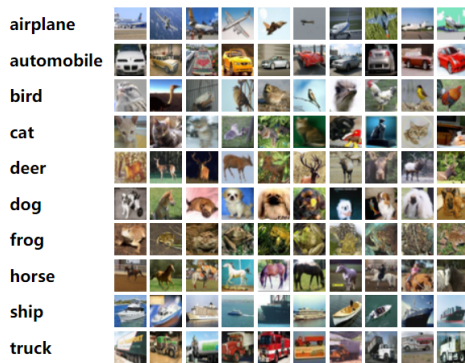 airplane
automobile
bird
cat
deer
dog
frog
horse
ship
truck